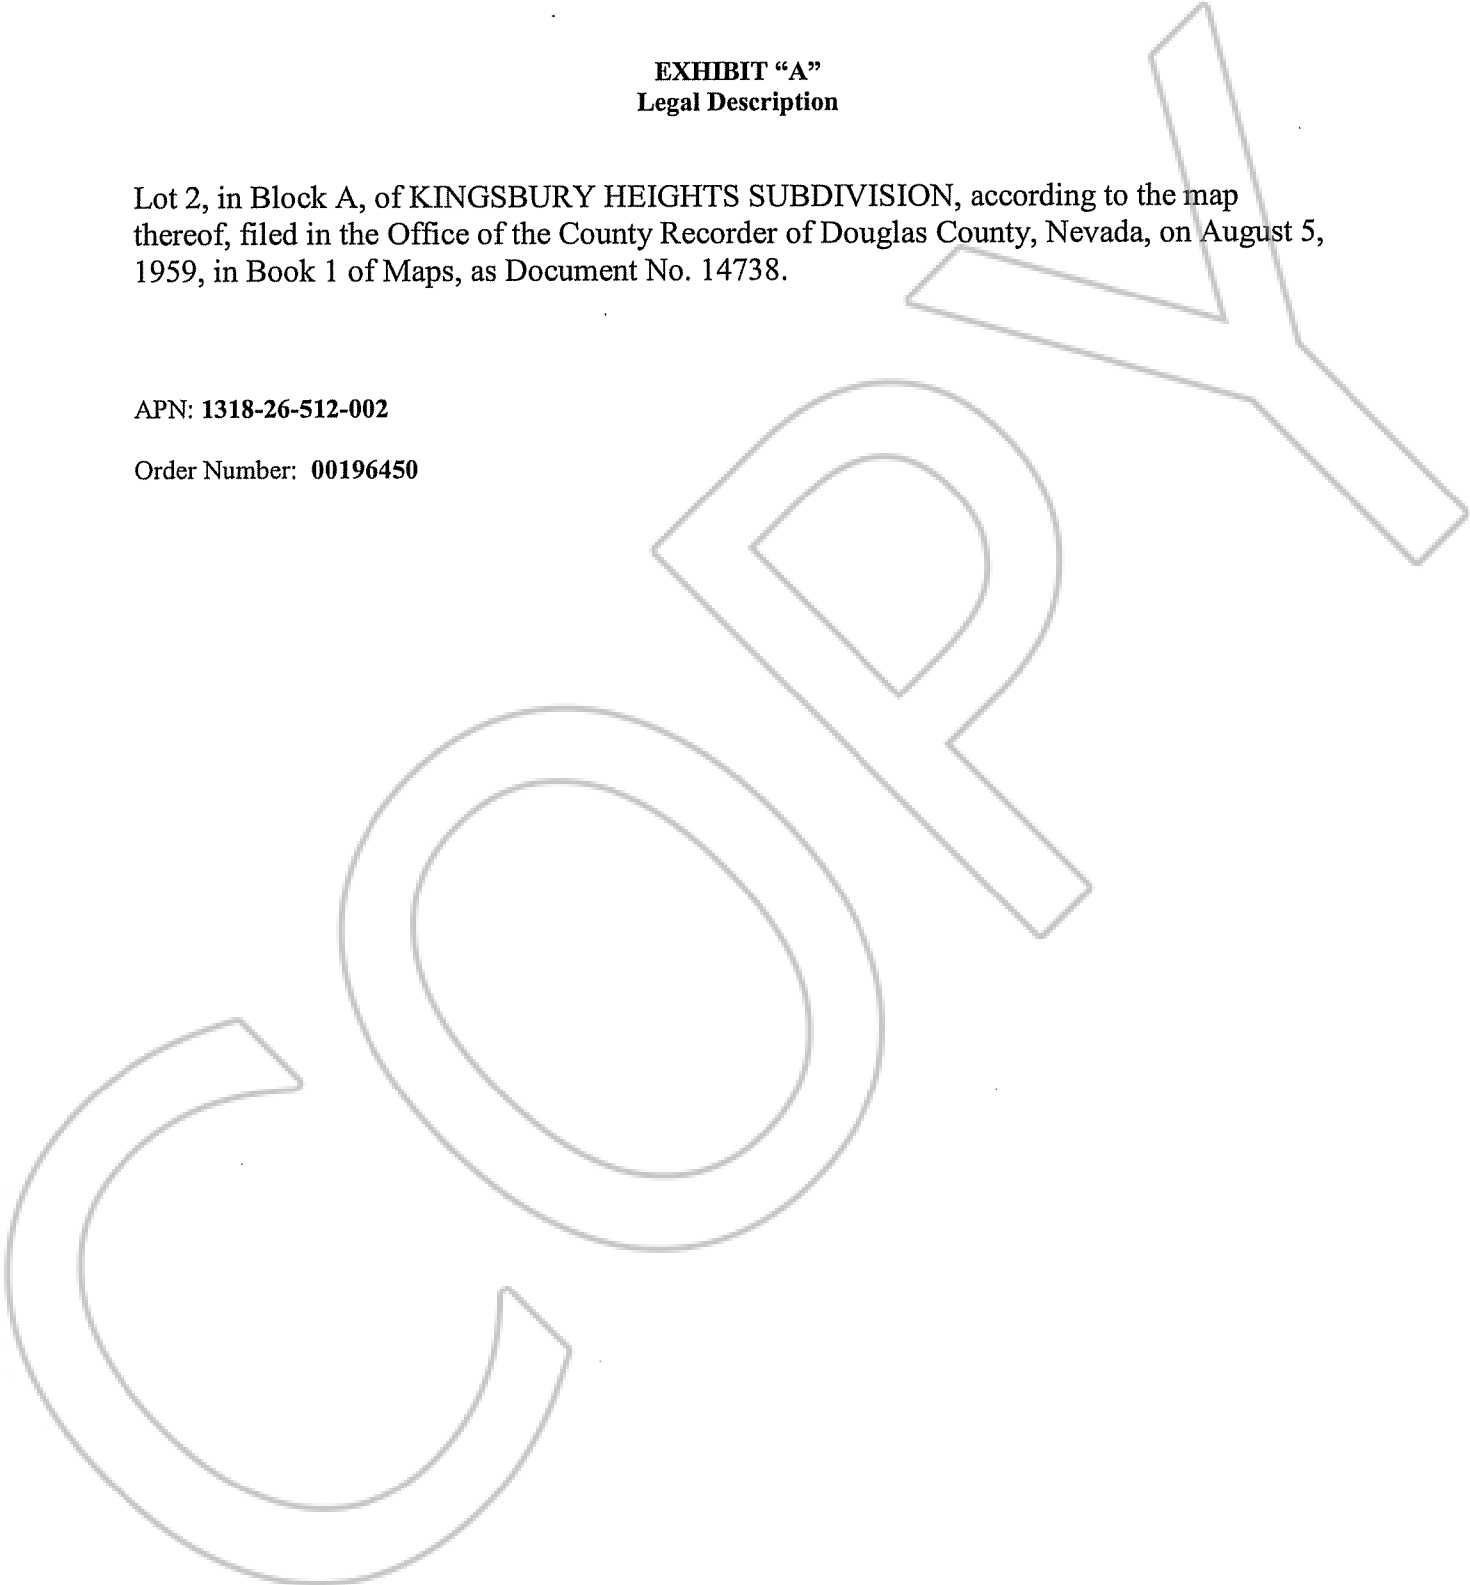 EXHIBIT “A”
Legal Description
Lot 2, in Block A, of KINGSBURY HEIGHTS SUBDIVISION, according to the map
thereof, filed in the Office of the County Recorder of Douglas County, Nevada, on August 5,
1959, in Book 1 of Maps, as Document No. 14738.
APN: 1318-26-512-002
Order Number: 00196450
COPY